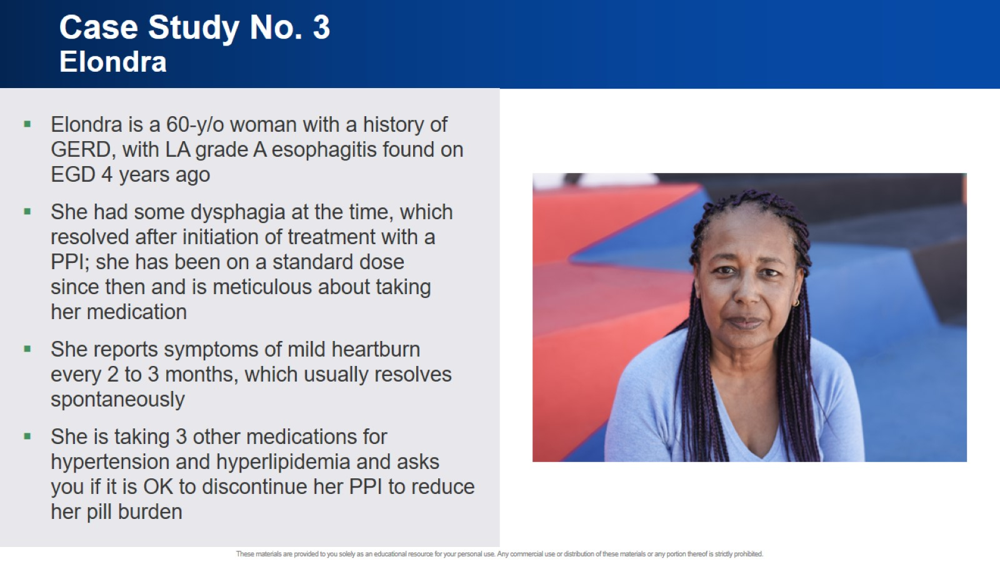 Case Study No. 3
Elondra
▪ Elondra is a 60-y/o woman with a history of
GERD, with LA grade A esophagitis found on
EGD 4 years ago
▪ She had some dysphagia at the time, which
resolved after initiation of treatment with a
PPI; she has been on a standard dose
since then and is meticulous about taking
her medication
▪ She reports symptoms of mild heartburn
every 2 to 3 months, which usually resolves
spontaneously
▪ She is taking 3 other medications for
hypertension and hyperlipidemia and asks
you if it is OK to discontinue her PPI to reduce
her pill burden
These materials are provided to you solely as an educational resource for your personal use. Any commercial use or distribution of these materials or any portion thereof is strictly prohibited.